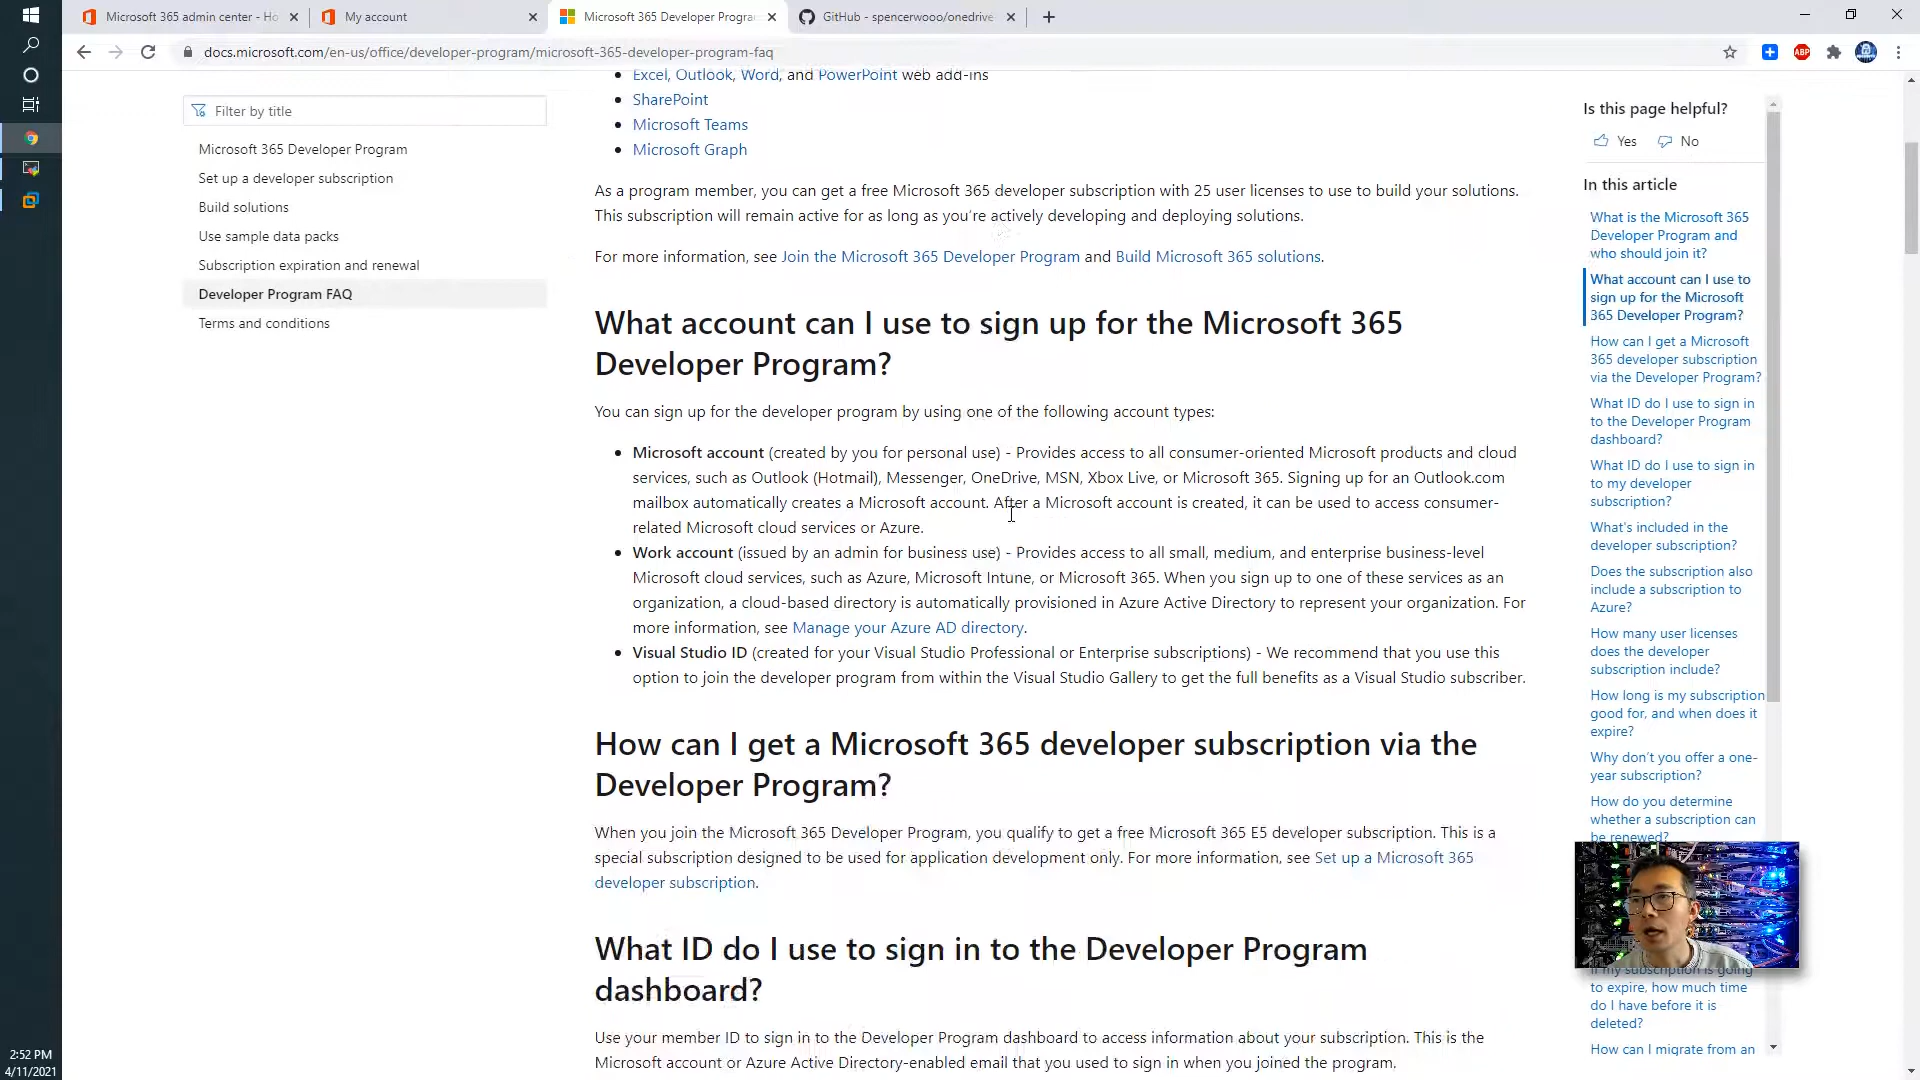 Microsoft 365 admin center - Ho
My account
Microsoft 365 Developer Progra
GitHub - spencerwooo/onedrive
docs.microsoft.com/en-us/office/developer-program/microsoft-365-developer-program-faq
ABP
Filter by title
Microsoft 365 Developer Program
Set up a developer subscription
Build solutions
Use sample data packs
Subscription expiration and renewal
Developer Program FAQ
Terms and conditions
Excel, Outlook, Word, and PowerPoint web add-ins
SharePoint
Microsoft Teams
Microsoft Graph
As a program member, you can get a free Microsoft 365 developer subscription with 25 user licenses to use to build your solutions.
This subscription will remain active for as long as you're actively developing and deploying solutions.
For more information, see Join the Microsoft 365 Developer Program and Build Microsoft 365 solutions.
What account can I use to sign up for the Microsoft 365
Developer Program?
You can sign up for the developer program by using one of the following account types:
Microsoft account (created by you for personal use) - Provides access to all consumer-oriented Microsoft products and cloud
services, such as Outlook (Hotmail), Messenger, OneDrive, MSN, Xbox Live, or Microsoft 365. Signing up for an Outlook.com
mailbox automatically creates a Microsoft account. After a Microsoft account is created, it can be used to access consumer-
related Microsoft cloud services or Azure.
Work account (issued by an admin for business use) - Provides access to all small, medium, and enterprise business-level
Microsoft cloud services, such as Azure, Microsoft Intune, or Microsoft 365. When you sign up to one of these services as an
organization, a cloud-based directory is automatically provisioned in Azure Active Directory to represent your organization. For
more information, see Manage your Azure AD directory.
Visual Studio ID (created for your Visual Studio Professional or Enterprise subscriptions) - We recommend that you use this
option to join the developer program from within the Visual Studio Gallery to get the full benefits as a Visual Studio subscriber.
How can I get a Microsoft 365 developer subscription via the
Developer Program?
When you join the Microsoft 365 Developer Program, you qualify to get a free Microsoft 365 E5 developer subscription. This is a
special subscription designed to be used for application development only. For more information, see Set up a Microsoft 365
developer subscription.
What ID do I use to sign in to the Developer Program
dashboard?
Use your member ID to sign in to the Developer Program dashboard to access information about your subscription. This is the
Microsoft account or Azure Active Directory-enabled email that you used to sign in when you joined the program.
Is this page helpful?
Yes No
In this article
What is the Microsoft 365
Developer Program and
who should join it?
What account can I use to
sign up for the Microsoft
365 Developer Program?
How can I get a Microsoft
365 developer subscription
via the Developer Program?
What ID do I use to sign in
to the Developer Program
dashboard?
What ID do I use to sign in
to my developer
subscription?
What's included in the
developer subscription?
Does the subscription also
include a subscription to
Azure?
How many user licenses
does the developer
subscription include?
How long is my subscription
good for, and when does it
expire?
Why don't you offer a one-
year subscription?
How do you determine
whether a subscription can
be renewed?
If my subscription is going
to expire, how much time
do I have before it is
deleted?
How can I migrate from an
2:52 PM
4/11/2021